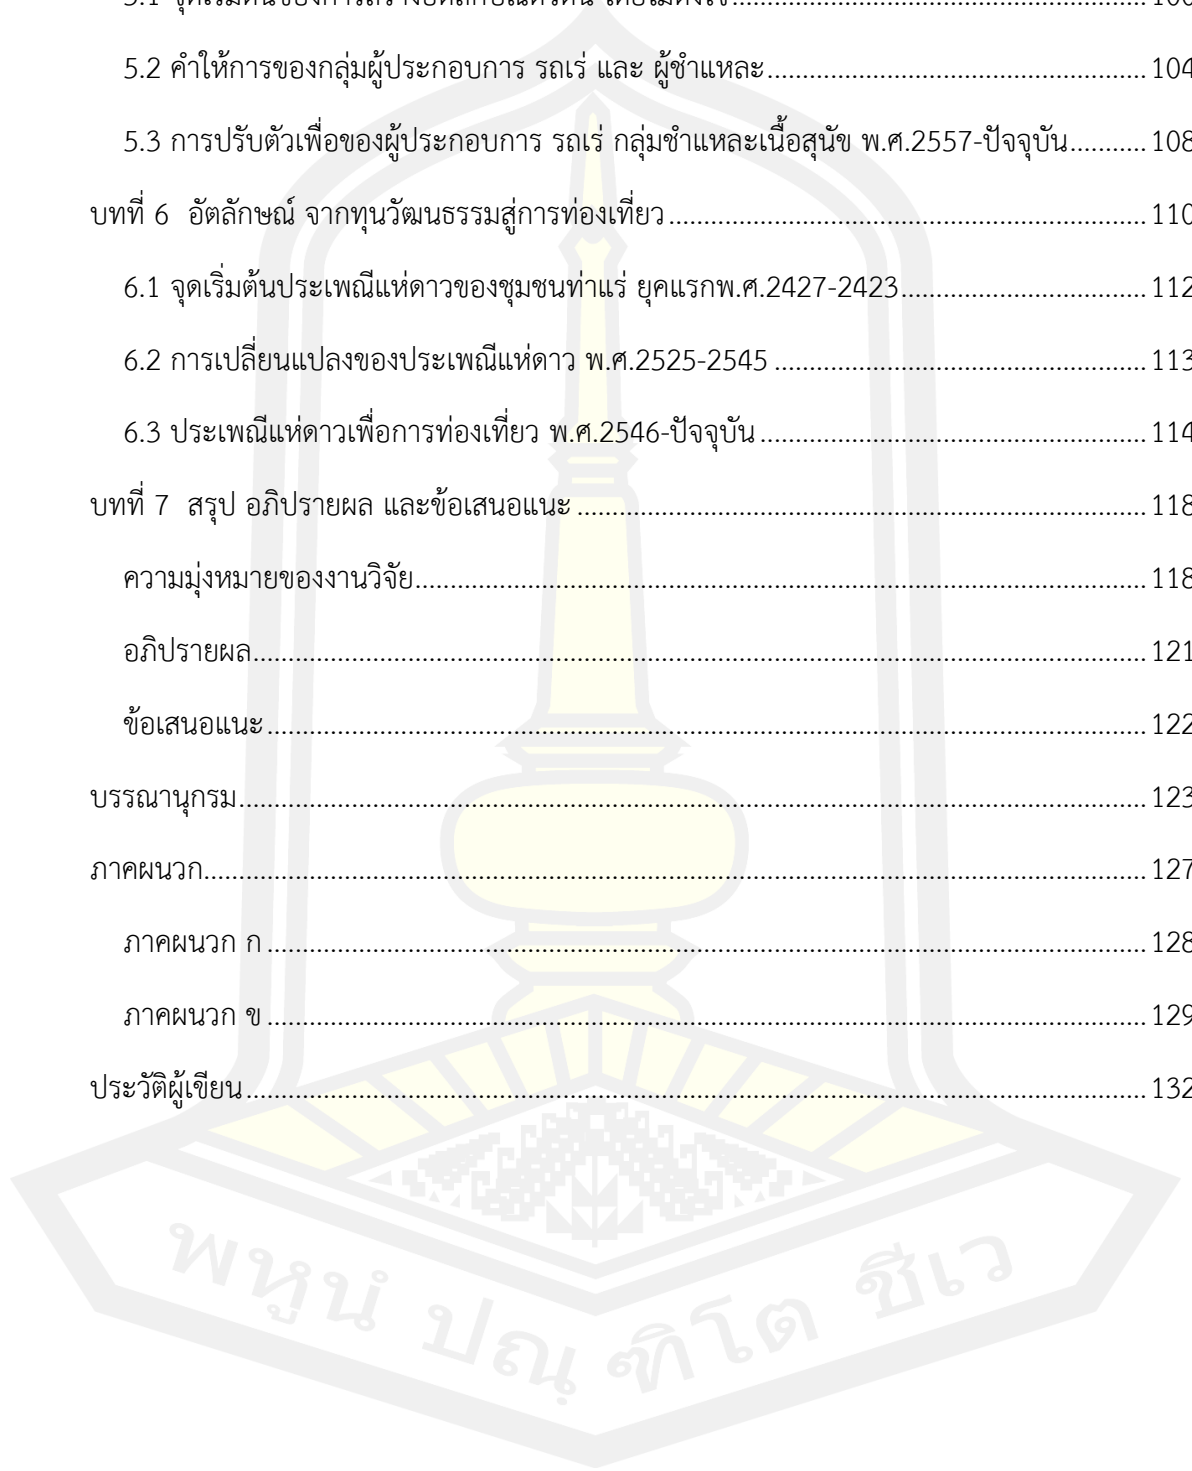 5.2 คำให้การของกลุ่มผู้ประกอบการ รถเร่ และ ผู้ชำแหละ................................................ 104
5.3 การปรับตัวเพื่อของผู้ประกอบการ รถเร่ กลุ่มชำแหละเนื้อสุนัข พ.ศ.2557-ปัจจุบัน........... 108
บทที่ 6 อัตลักษณ์ จากทุนวัฒนธรรมสู่การท่องเที่ยว............................................................ 110
6.1 จุดเริ่มต้นประเพณีแห่ดาวของชุมชนท่าแร่ ยุคแรกพ.ศ.2427-2423............................... 112
6.2 การเปลี่ยนแปลงของประเพณีแห่ดาว พ.ศ.2525-2545 ............................................... 113
6.3 ประเพณีแห่ดาวเพื่อการท่องเที่ยว พ.ศ.2546-ปัจจุบัน................................................. 114
บทที่ 7 สรุป อภิปรายผล และข้อเสนอแนะ........................................................................ 118
ความมุ่งหมายของงานวิจัย.............................................................................................. 118
อภิปรายผล.................................................................................................................... 121
ข้อเสนอแนะ................................................................................................................... 122
บรรณานุกรม...................................................................................................................... 123
ภาคผนวก.......................................................................................................................... 127
ภาคผนวก ก................................................................................................................... 128
ภาคผนวก ข................................................................................................................... 129
ประวัติผู้เขียน..................................................................................................................... 132
พหูนํ ปณฺฑิโต ชีเว